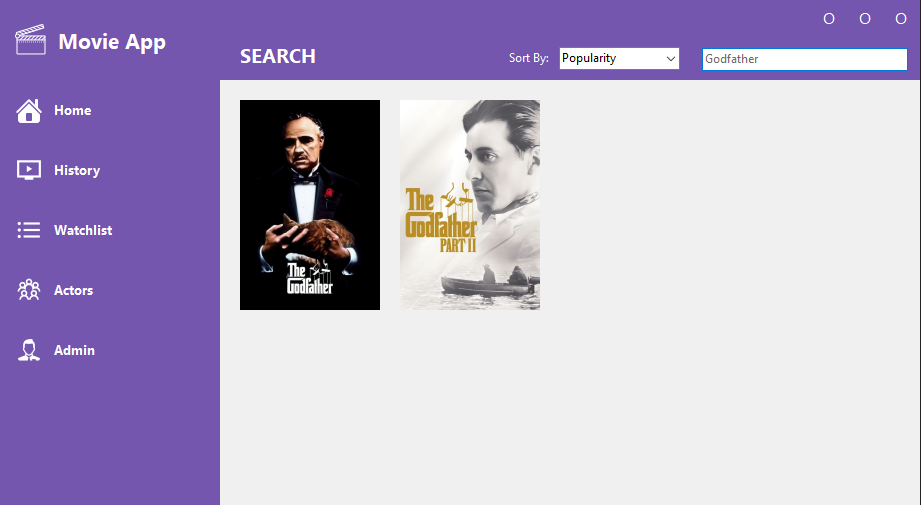 O O O
Movie App
SEARCH
Sort By:
Popularity
Godfather
Home
History
Watchlist
Actors
Admin
The
Godfather
The
Godfather
PART II